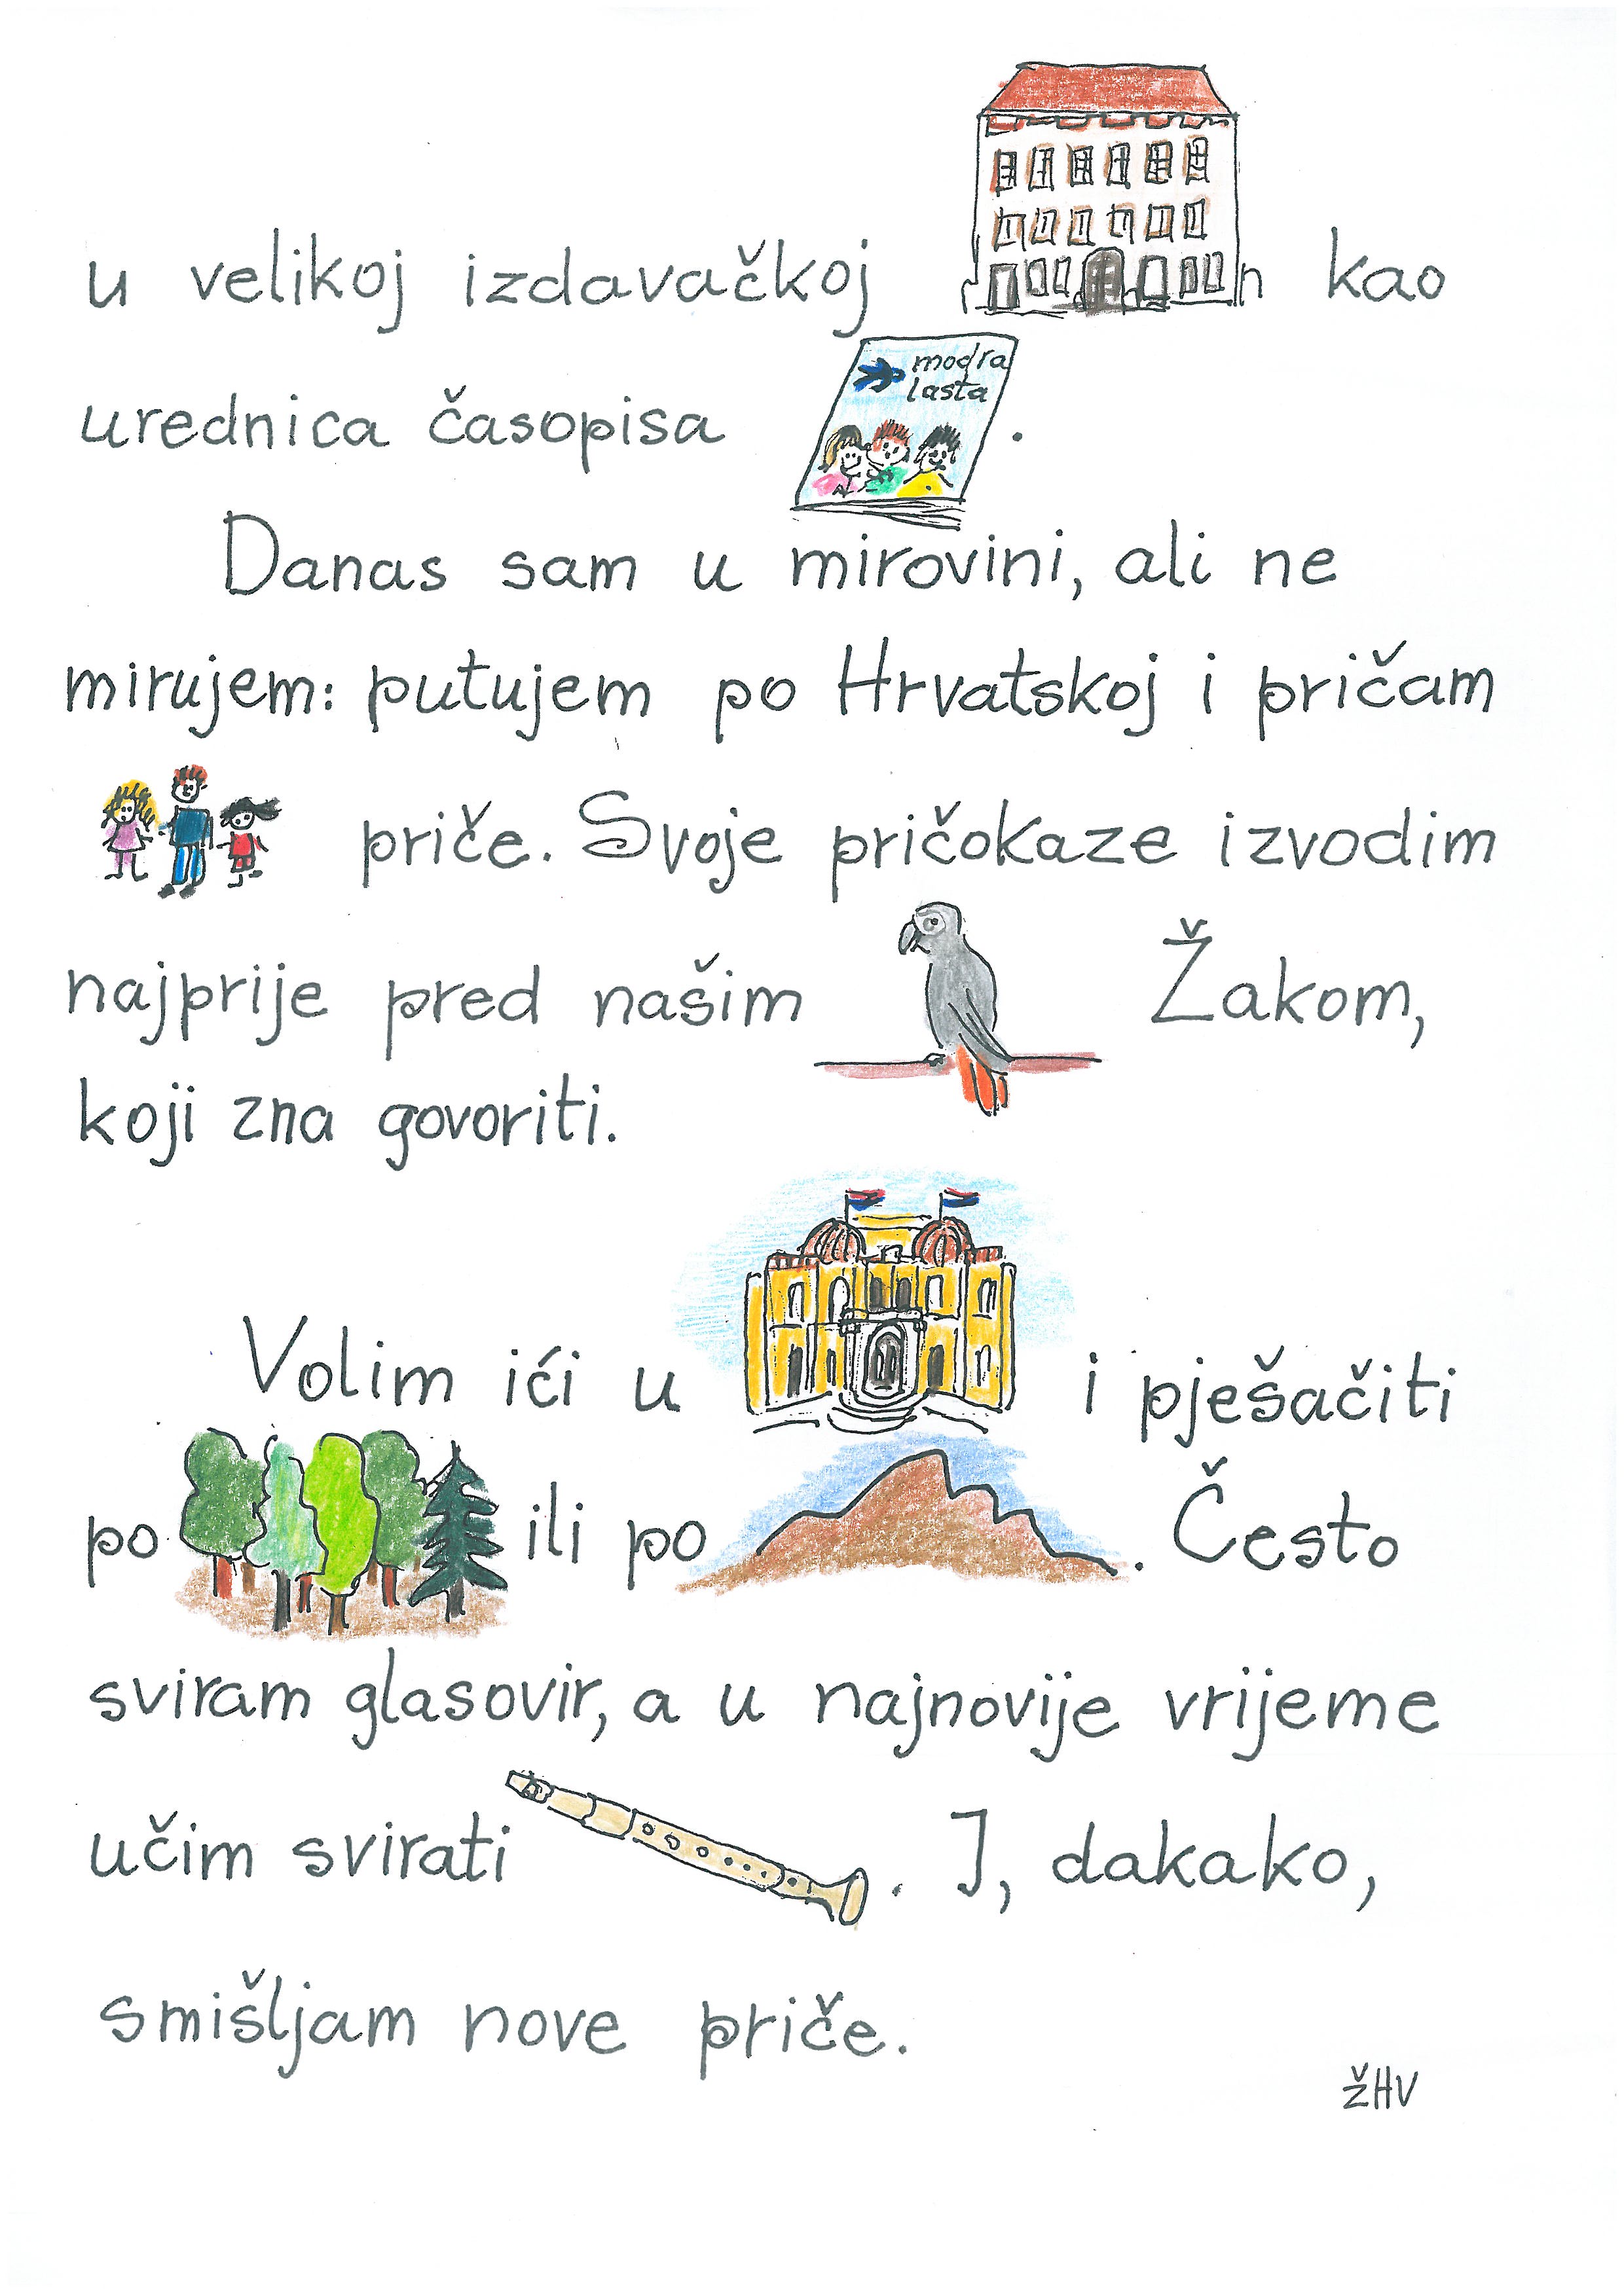 u velikoj izdavačkoj kao
modra
lasta
urednica časopisa .
Danas sam u mirovini, ali ne
mirujem: putujem po Hrvatskoj i pričam
priče. Svoje pričokaze izvodim
najprije pred našim Žakom,
koji zna govoriti.
Volim ići u i pješačiti
po ili po . Često
sviram glasovir, a u najnovije vrijeme
učim svirati . I, dakako,
smišljam nove priče.
ŽHV